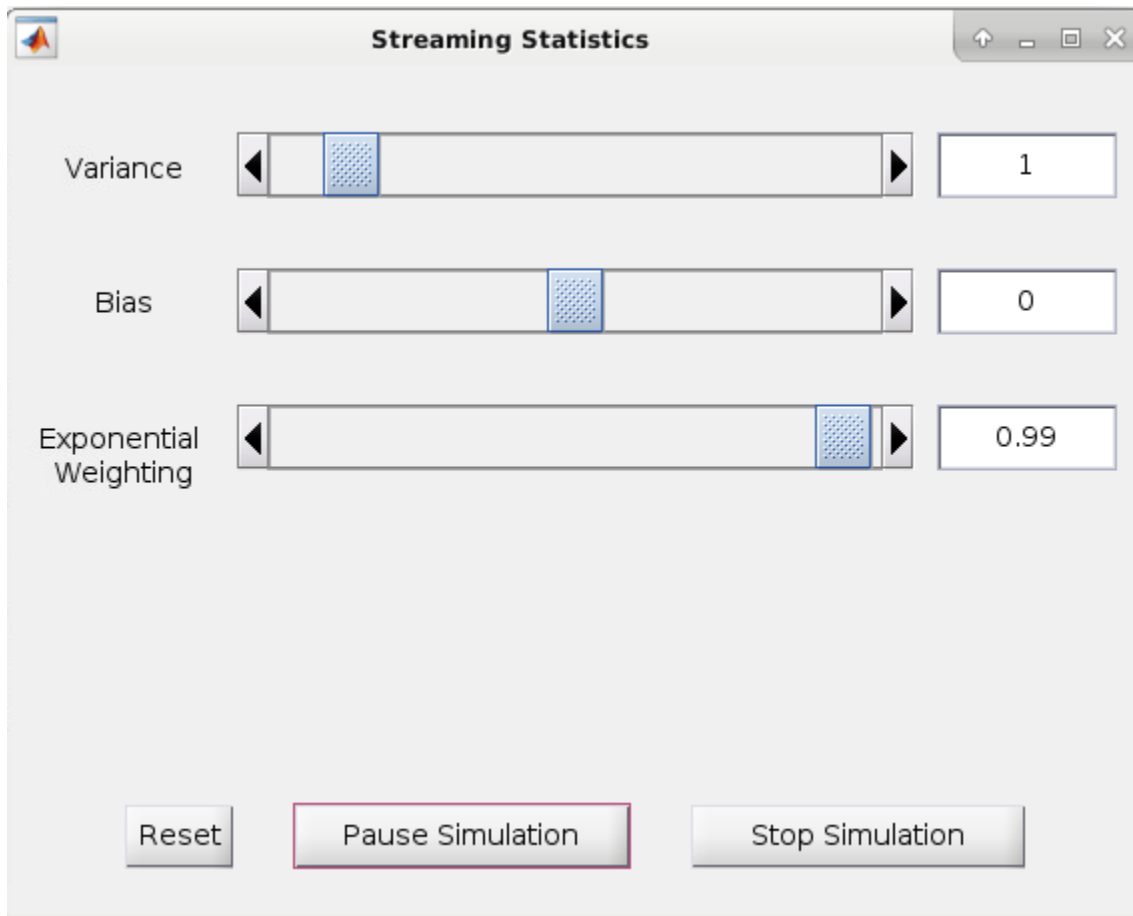 Streaming Statistics
Variance
1
Bias
0
Exponential
Weighting
0.99
Reset
Pause Simulation
Stop Simulation